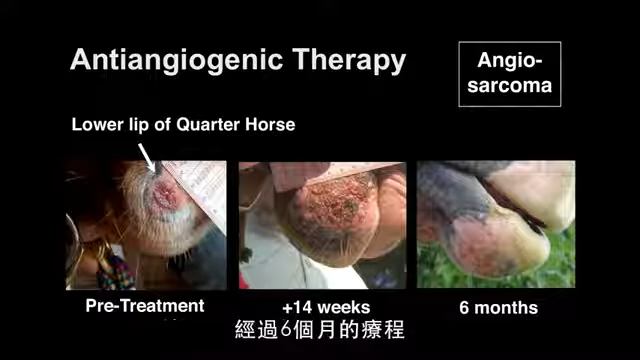 Antiangiogenic Therapy
Angio-
sarcoma
Lower lip of Quarter Horse
Pre-Treatment
+14 weeks
6 months
經過6個月的療程